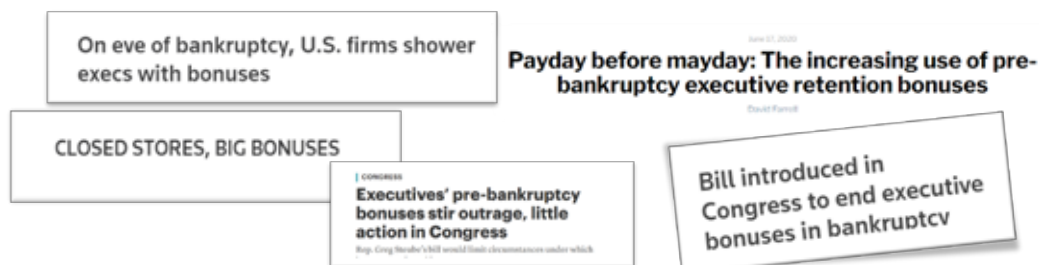 On eve of bankruptcy, U.S. firms shower
execs with bonuses
June 17, 2020
Payday before mayday: The increasing use of pre-
bankruptcy executive retention bonuses
David Farrell
CLOSED STORES, BIG BONUSES
CONGRESS
Executives' pre-bankruptcy
bonuses stir outrage, little
action in Congress
Rep. Greg Steube's bill would limit circumstances under which
Bill introduced in
Congress to end executive
bonuses in bankruptcy